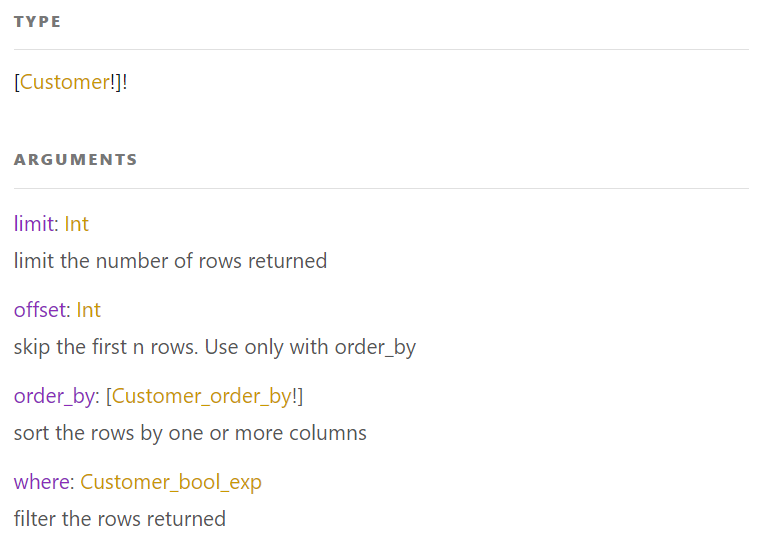 TYPE
[Customer!]!
ARGUMENTS
limit: Int
limit the number of rows returned
offset: Int
skip the first n rows. Use only with order_by
order_by: [Customer_order_by!]
sort the rows by one or more columns
where: Customer_bool_exp
filter the rows returned